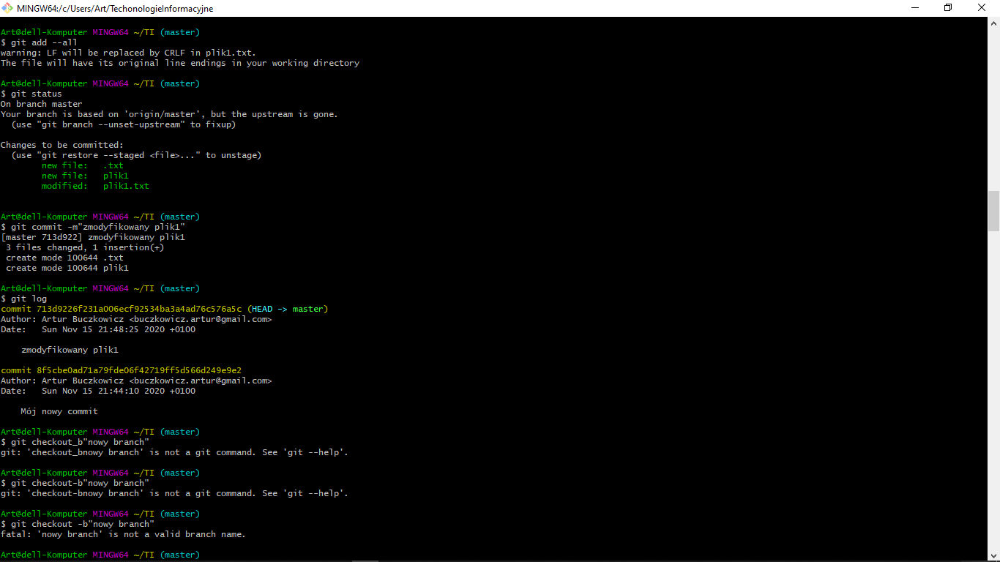 MINGW64:/c/Users/Art/TechonologieInformacyjne
Art@dell-Komputer MINGW64 ~/TI (master)
$ git add --all
warning: LF will be replaced by CRLF in plik1.txt.
The file will have its original line endings in your working directory
Art@dell-Komputer MINGW64 ~/TI (master)
$ git status
On branch master
Your branch is based on 'origin/master', but the upstream is gone.
  (use "git branch --unset-upstream" to fixup)
Changes to be committed:
  (use "git restore --staged <file>..." to unstage)
        new file:   .txt
        new file:   plik1
        modified:   plik1.txt
Art@dell-Komputer MINGW64 ~/TI (master)
$ git commit -m"zmodyfikowany plik1"
[master 713d922] zmodyfikowany plik1
 3 files changed, 1 insertion(+)
 create mode 100644 .txt
 create mode 100644 plik1
Art@dell-Komputer MINGW64 ~/TI (master)
$ git log
commit 713d9226f231a006ecf92534ba3a4ad76c576a5c (HEAD -> master)
Author: Artur Buczkowicz <buczkowicz.artur@gmail.com>
Date:   Sun Nov 15 21:48:25 2020 +0100
    zmodyfikowany plik1
commit 8f5cbe0ad71a79fde06f42719ff5d566d249e9e2
Author: Artur Buczkowicz <buczkowicz.artur@gmail.com>
Date:   Sun Nov 15 21:44:10 2020 +0100
    Mój nowy commit
Art@dell-Komputer MINGW64 ~/TI (master)
$ git checkout_b"nowy branch"
git: 'checkout_bnowy branch' is not a git command. See 'git --help'.
Art@dell-Komputer MINGW64 ~/TI (master)
$ git checkout-b"nowy branch"
git: 'checkout-bnowy branch' is not a git command. See 'git --help'.
Art@dell-Komputer MINGW64 ~/TI (master)
$ git checkout -b"nowy branch"
fatal: 'nowy branch' is not a valid branch name.
Art@dell-Komputer MINGW64 ~/TI (master)